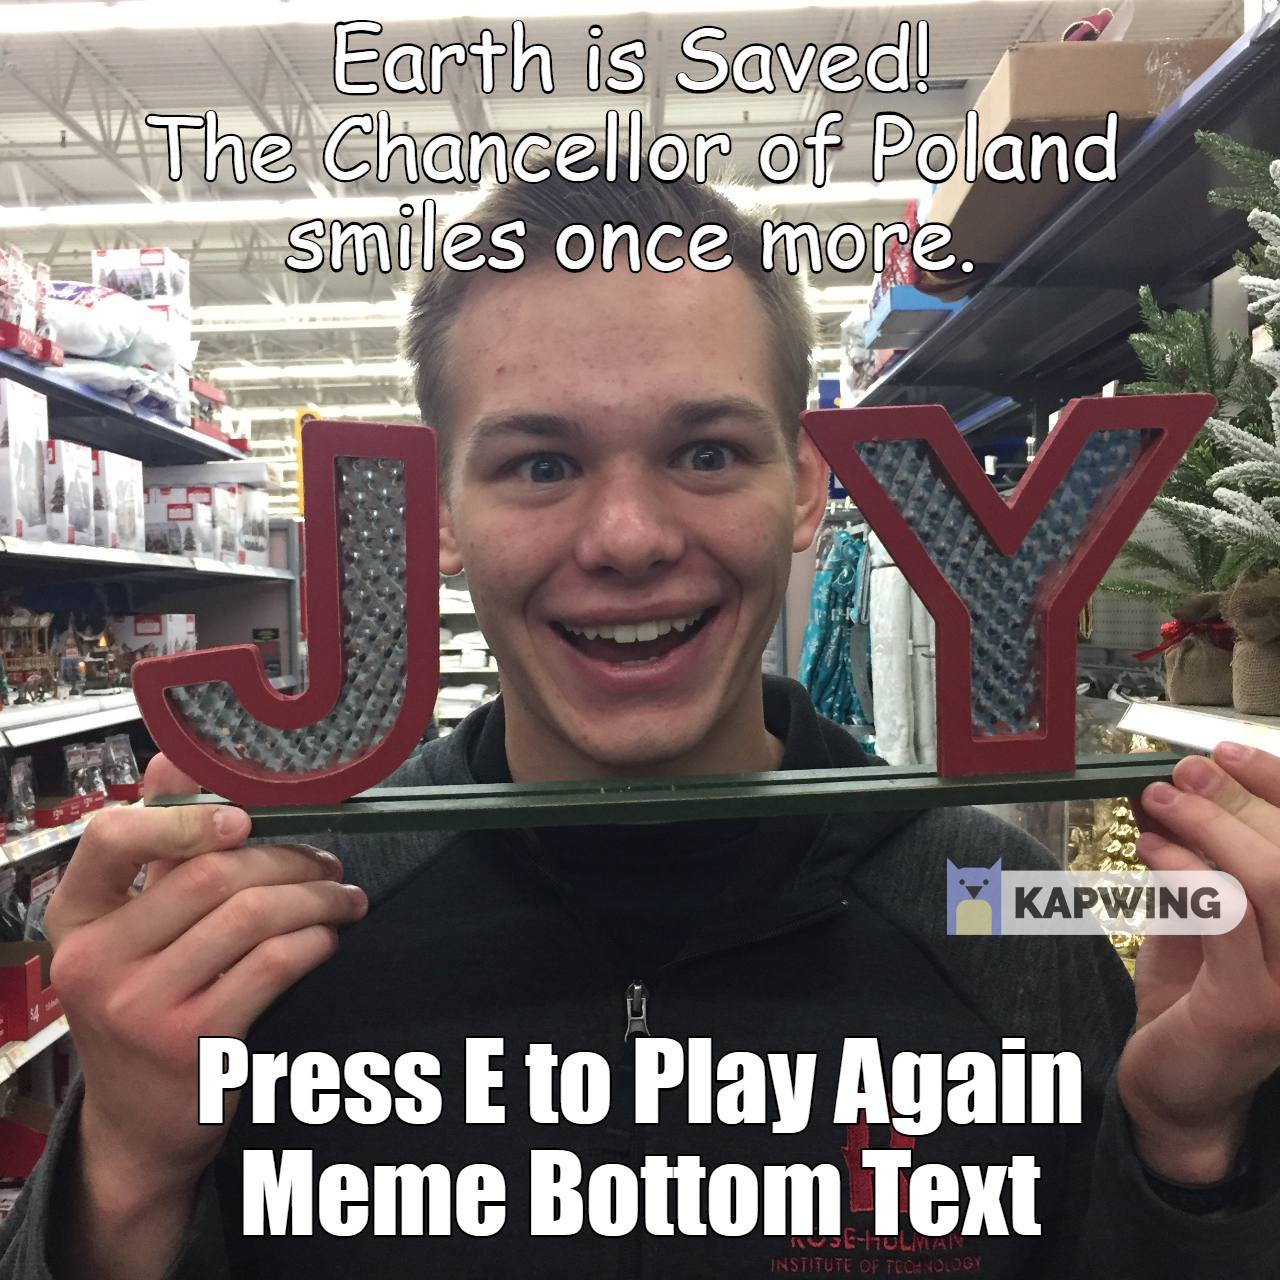 Earth is Saved!
The Chancellor of Poland
smiles once more.
J Y
KAPWING
$4
Press E to Play Again
Meme Bottom Text
ROSE-HULMAN
INSTITUTE OF TECHNOLOGY